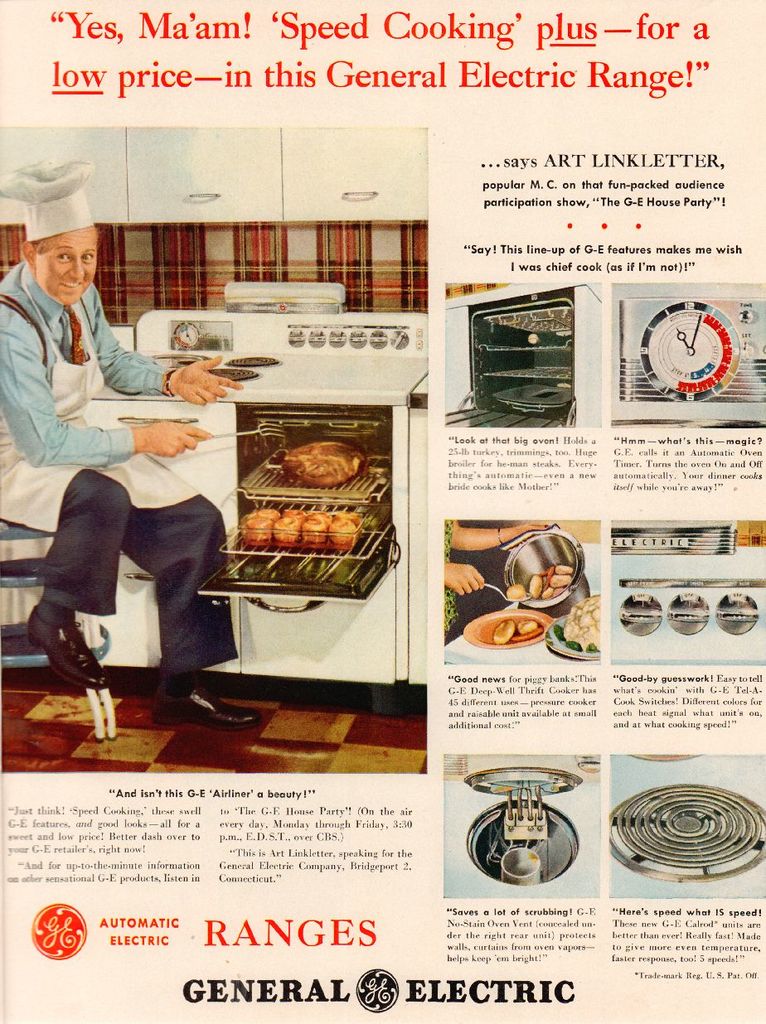 “Yes, Ma'am! ‘Speed Cooking’ plus—for a
low price—in this General Electric Range!”
...says ART LINKLETTER,
popular M. C. on that fun-packed audience
participation show, “The G-E House Party”!
“Say! This line-up of G-E features makes me wish
I was chief cook (as if I'm not)!”
“Look at that big oven! Holds a
25-lb turkey, trimmings, too. Huge
broiler for he-man steaks. Every-
thing's automatic—even a new
bride cooks like Mother!”
“Hmm—what's this—magic?
G.E. calls it an Automatic Oven
Timer. Turns the oven On and Off
automatically. Your dinner cooks
itself while you're away!”
ELECTRIC
“Good news for piggy banks! This
G-E Deep-Well Thrift Cooker has
45 different uses—pressure cooker
and raisable unit available at small
additional cost!”
“Good-by guesswork! Easy to tell
what's cookin' with G-E Tel-A-
Cook Switches! Different colors for
each heat signal what unit's on,
and at what cooking speed!”
“Saves a lot of scrubbing! G-E
No-Stain Oven Vent (concealed un-
der the right rear unit) protects
walls, curtains from oven vapors—
helps keep 'em bright!”
“Here's speed what IS speed!
These new G-E Calrod* units are
better than ever! Really fast! Made
to give more even temperature,
faster response, too! 5 speeds!”
*Trade-mark Reg. U. S. Pat. Off.
“And isn't this G-E ‘Airliner’ a beauty!”
“Just think! ‘Speed Cooking,’ these swell
G-E features, and good looks—all for a
sweet and low price! Better dash over to
your G-E retailer's, right now!
“And for up-to-the-minute information
on other sensational G-E products, listen in
to ‘The G-E House Party’! (On the air
every day, Monday through Friday, 3:30
p.m., E.D.S.T., over CBS.)
“This is Art Linkletter, speaking for the
General Electric Company, Bridgeport 2,
Connecticut.”
GE
AUTOMATIC
ELECTRIC
RANGES
GENERAL GE ELECTRIC